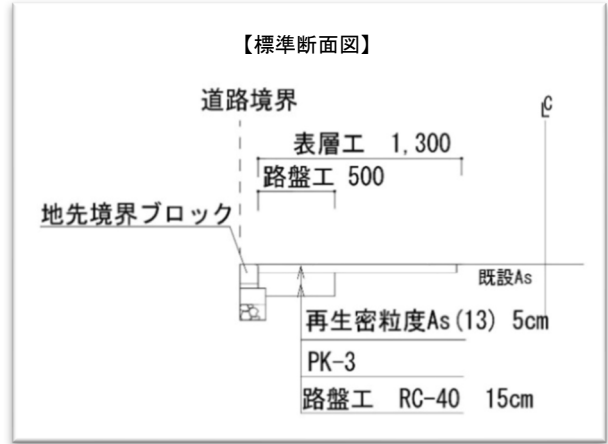 【標準断面図】
道路境界
℄
表層工 1,300
路盤工 500
地先境界ブロック
既設As
再生密粒度As(13) 5cm
PK-3
路盤工 RC-40 15cm